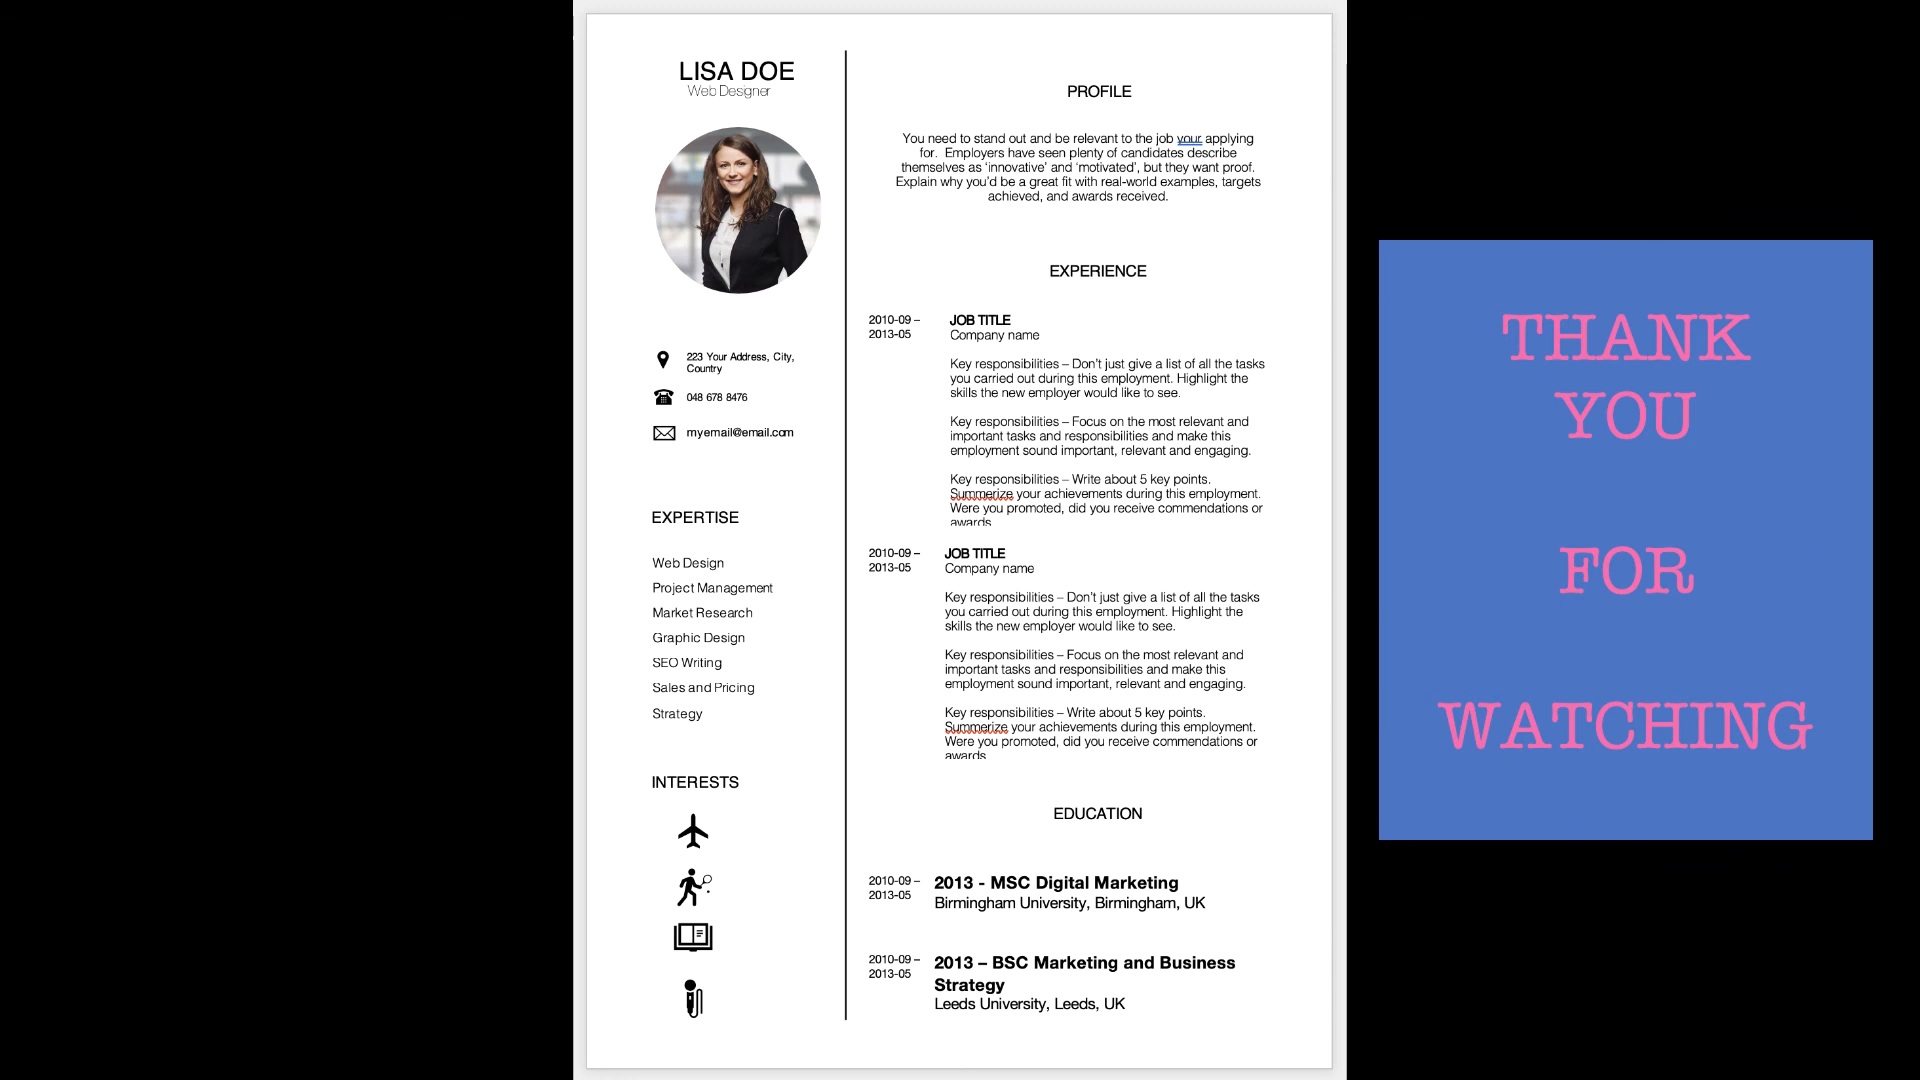 LISA DOE
Web Designer
223 Your Address, City,
Country
048 678 8476
myemail@email.com
EXPERTISE
Web Design
Project Management
Market Research
Graphic Design
SEO Writing
Sales and Pricing
Strategy
INTERESTS
PROFILE
You need to stand out and be relevant to the job your applying
for.  Employers have seen plenty of candidates describe
themselves as ‘innovative’ and ‘motivated’, but they want proof.
Explain why you’d be a great fit with real-world examples, targets
achieved, and awards received.
EXPERIENCE
2010-09 –
2013-05
JOB TITLE
Company name
Key responsibilities – Don’t just give a list of all the tasks
you carried out during this employment. Highlight the
skills the new employer would like to see.
Key responsibilities – Focus on the most relevant and
important tasks and responsibilities and make this
employment sound important, relevant and engaging.
Key responsibilities – Write about 5 key points.
Summerize your achievements during this employment.
Were you promoted, did you receive commendations or
awards
2010-09 –
2013-05
JOB TITLE
Company name
Key responsibilities – Don’t just give a list of all the tasks
you carried out during this employment. Highlight the
skills the new employer would like to see.
Key responsibilities – Focus on the most relevant and
important tasks and responsibilities and make this
employment sound important, relevant and engaging.
Key responsibilities – Write about 5 key points.
Summerize your achievements during this employment.
Were you promoted, did you receive commendations or
awards
EDUCATION
2010-09 –
2013-05
2013 - MSC Digital Marketing
Birmingham University, Birmingham, UK
2010-09 –
2013-05
2013 – BSC Marketing and Business
Strategy
Leeds University, Leeds, UK
THANK
YOU
FOR
WATCHING